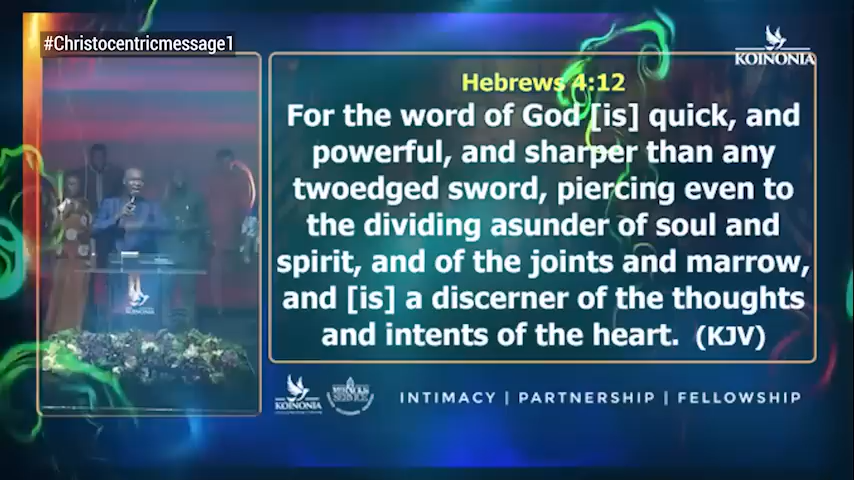 #Christocentricmessage1
KOINONIA
Hebrews 4:12
For the word of God [is] quick, and
powerful, and sharper than any
twoedged sword, piercing even to
the dividing asunder of soul and
spirit, and of the joints and marrow,
and [is] a discerner of the thoughts
and intents of the heart. (KJV)
KOINONIA
KOINONIA
INTIMACY | PARTNERSHIP | FELLOWSHIP